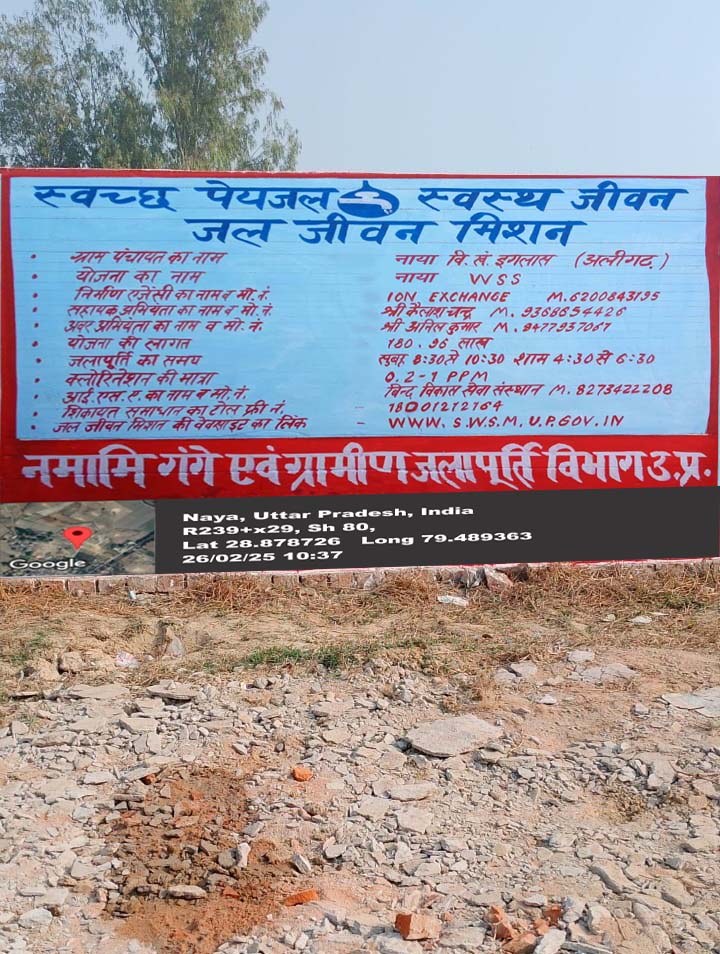 स्वच्छ पेयजल स्वस्थ जीवन
जल जीवन मिशन
• ग्राम पंचायत का नाम नाया वि. खं. इगलास (अलीगढ़)
• योजना का नाम नाया WSS
• निर्माण एजेंसी का नाम व मो. नं. ION EXCHANGE M. 6200843195
• सहायक अभियंता का नाम व मो. नं. श्री कैलाश चन्द्र M. 9368654426
• अवर अभियंता का नाम व मो. नं. श्री अनिल कुमार M. 9477937067
• योजना की लागत 180.96 लाख
• जलापूर्ति का समय सुबह 8:30 से 10:30 शाम 4:30 से 6:30
• क्लोरिनेशन की मात्रा 0.2-1 PPM
• आई. एस. ए. का नाम व मो. नं. विन्द विकास सेवा संस्थान M. 8273422208
• शिकायत समाधान का टोल फ्री नं. 18001212164
• जल जीवन मिशन की वेबसाइट का लिंक - WWW. S.W.S.M. U.P.GOV.IN
नमामि गंगे एवं ग्रामीण जलापूर्ति विभाग उ.प्र.
Naya, Uttar Pradesh, India
R239+x29, Sh 80,
Lat 28.878726 Long 79.489363
26/02/25 10:37
Google